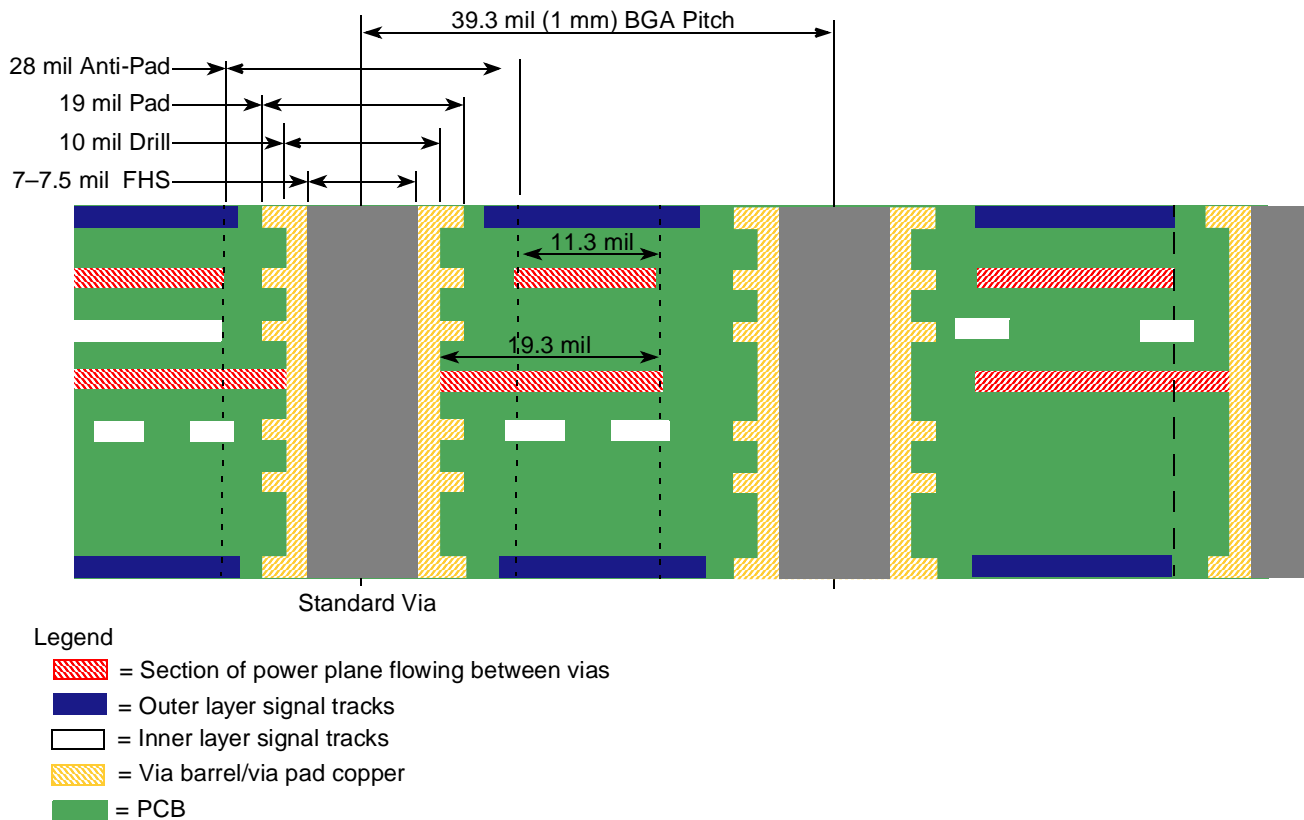 39.3 mil (1 mm) BGA Pitch
28 mil Anti-Pad
19 mil Pad
10 mil Drill
7–7.5 mil FHS
11.3 mil
19.3 mil
Standard Via
Legend
= Section of power plane flowing between vias
= Outer layer signal tracks
= Inner layer signal tracks
= Via barrel/via pad copper
= PCB